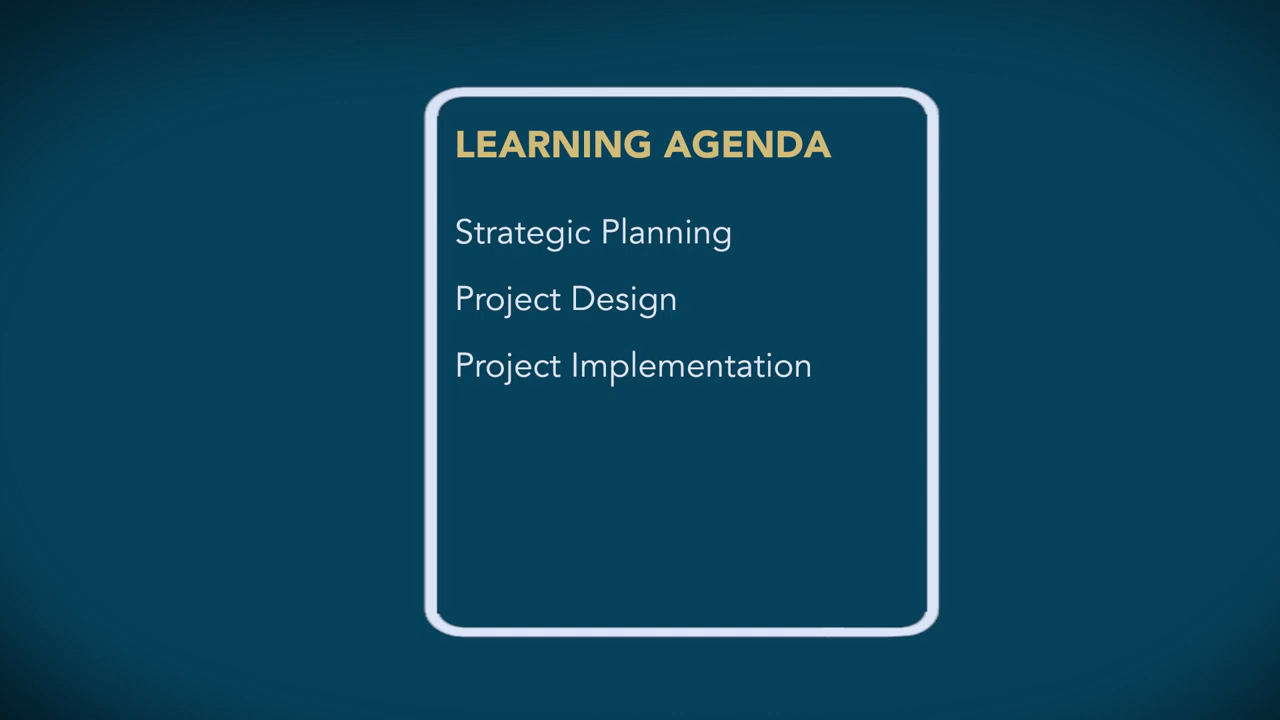 LEARNING AGENDA
Strategic Planning
Project Design
Project Implementation